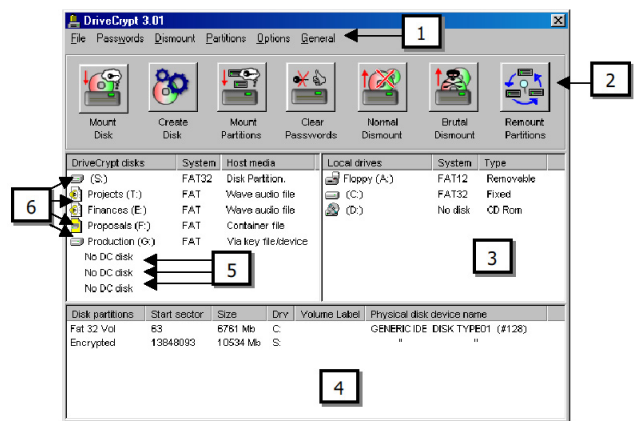 DriveCrypt 3.01
File Passwords Dismount Partitions Options General
1
2
Mount Disk
Create Disk
Mount Partitions
Clear Passwords
Normal Dismount
Brutal Dismount
Remount Partitions
DriveCrypt disks System Host media
(S:) FAT32 Disk Partition.
Projects (T:) FAT Wave audio file
Finances (E:) FAT Wave audio file
Proposals (F:) FAT Container file
Production (G:) FAT Via key file/device
No DC disk
No DC disk
No DC disk
6
5
Local drives System Type
Floppy (A:) FAT12 Removable
(C:) FAT32 Fixed
(D:) No disk CD Rom
3
Disk partitions Start sector Size Drv Volume Label Physical disk device name
Fat 32 Vol 63 6761 Mb C: GENERIC IDE DISK TYPE01 (#128)
Encrypted 13848093 10534 Mb S: " "
4